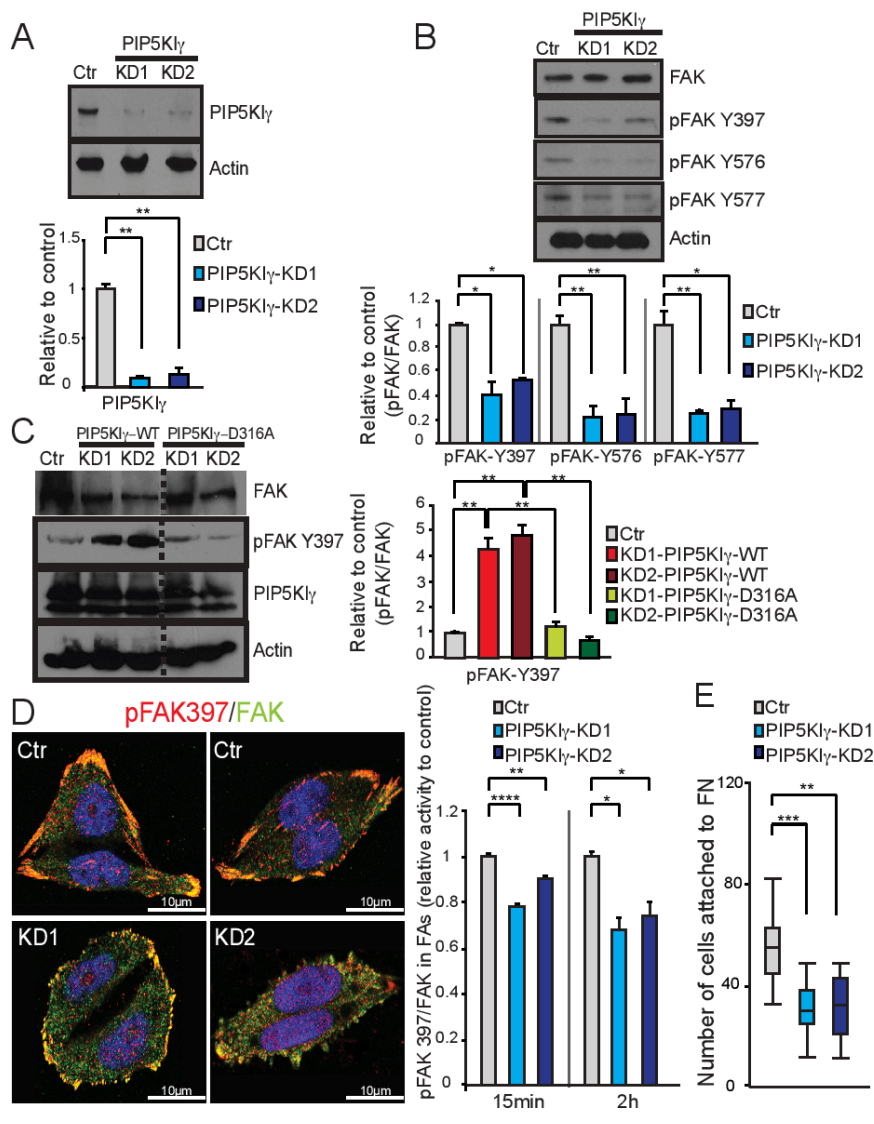 A
PIP5KIγ
Ctr KD1 KD2
PIP5KIγ
Actin
Relative to control
1.5
1
0.5
0
**
**
Ctr
PIP5KIγ-KD1
PIP5KIγ-KD2
PIP5KIγ
B
PIP5KIγ
Ctr KD1 KD2
FAK
pFAK Y397
pFAK Y576
pFAK Y577
Actin
Relative to control
(pFAK/FAK)
1.2
1
0.8
0.6
0.4
0.2
0
*
*
**
**
*
**
Ctr
PIP5KIγ-KD1
PIP5KIγ-KD2
pFAK-Y397 pFAK-Y576 pFAK-Y577
C
PIP5KIγ-WT PIP5KIγ-D316A
Ctr KD1 KD2 KD1 KD2
FAK
pFAK Y397
PIP5KIγ
Actin
Relative to control
(pFAK/FAK)
6
5
4
3
2
1
0
** **
** **
Ctr
KD1-PIP5KIγ-WT
KD2-PIP5KIγ-WT
KD1-PIP5KIγ-D316A
KD2-PIP5KIγ-D316A
pFAK-Y397
D
pFAK397/FAK
Ctr
10µm
Ctr
10µm
KD1
10µm
KD2
10µm
pFAK 397/FAK in FAs (relative activity to control)
Ctr
PIP5KIγ-KD1
PIP5KIγ-KD2
1.2
1
0.8
0.6
0.4
0.2
0
**
****
*
*
15min 2h
E
Ctr
PIP5KIγ-KD1
PIP5KIγ-KD2
Number of cells attached to FN
120
80
40
0
**
***